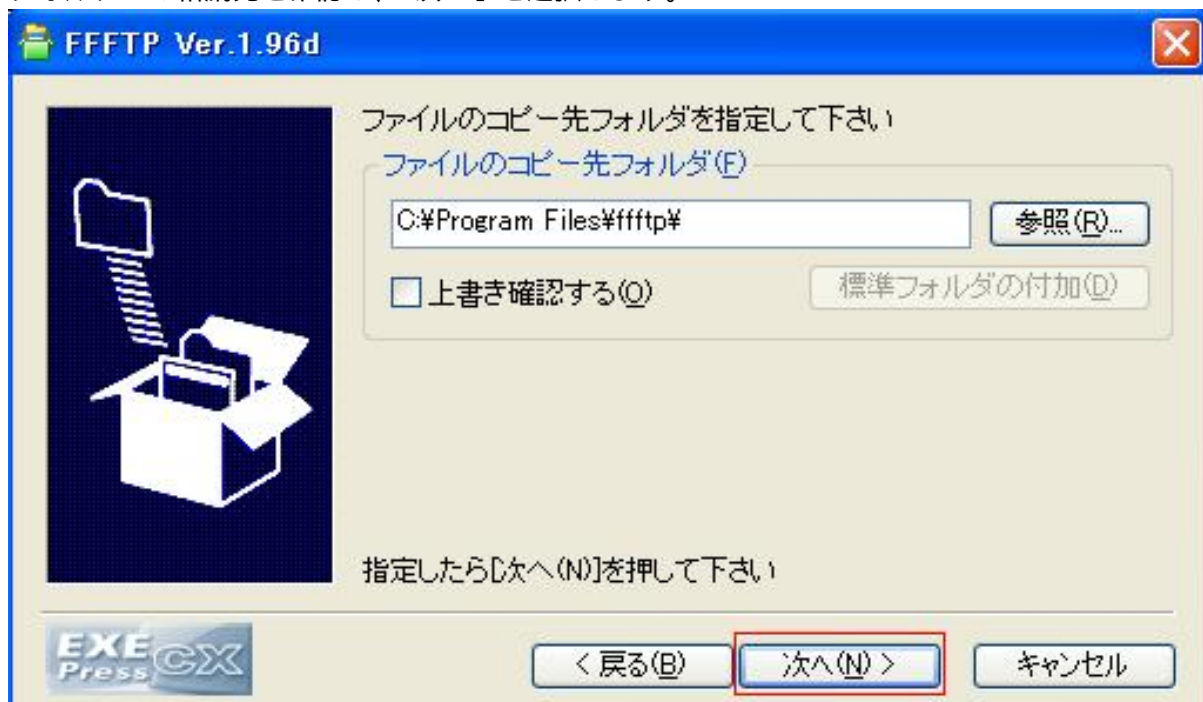 FFFTP Ver.1.96d
ファイルのコピー先フォルダを指定して下さい
ファイルのコピー先フォルダ(F)
C:¥Program Files¥ffftp¥
参照(R)...
上書き確認する(O)
標準フォルダの付加(D)
指定したら[次へ(N)]を押して下さい
EXE
Press CX
< 戻る(B)
次へ(N) >
キャンセル